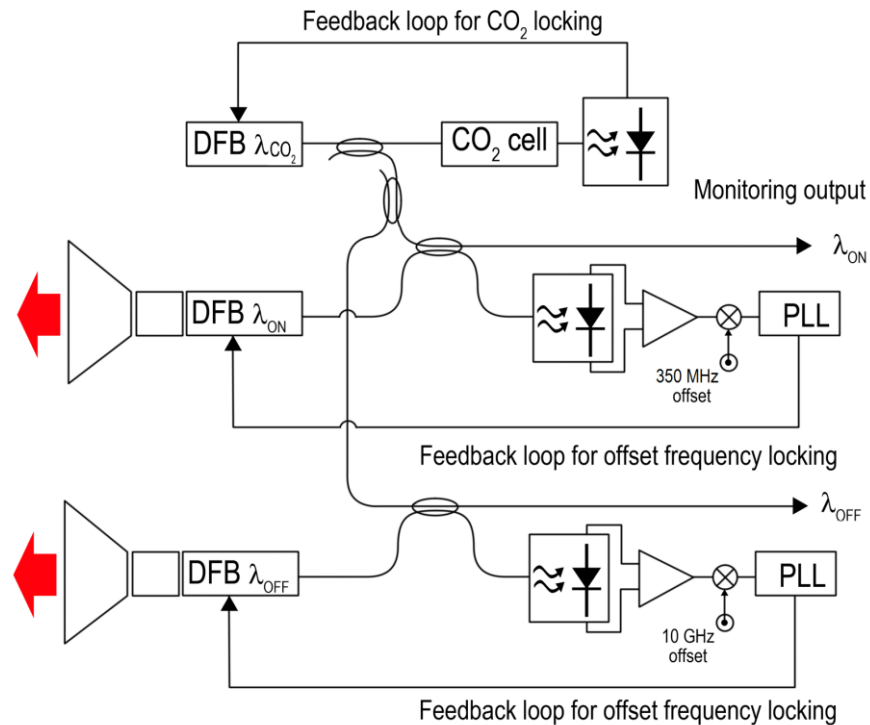 Feedback loop for CO₂ locking
DFB λCO₂
CO₂ cell
Monitoring output
λON
DFB λON
PLL
350 MHz
offset
Feedback loop for offset frequency locking
λOFF
DFB λOFF
PLL
10 GHz
offset
Feedback loop for offset frequency locking